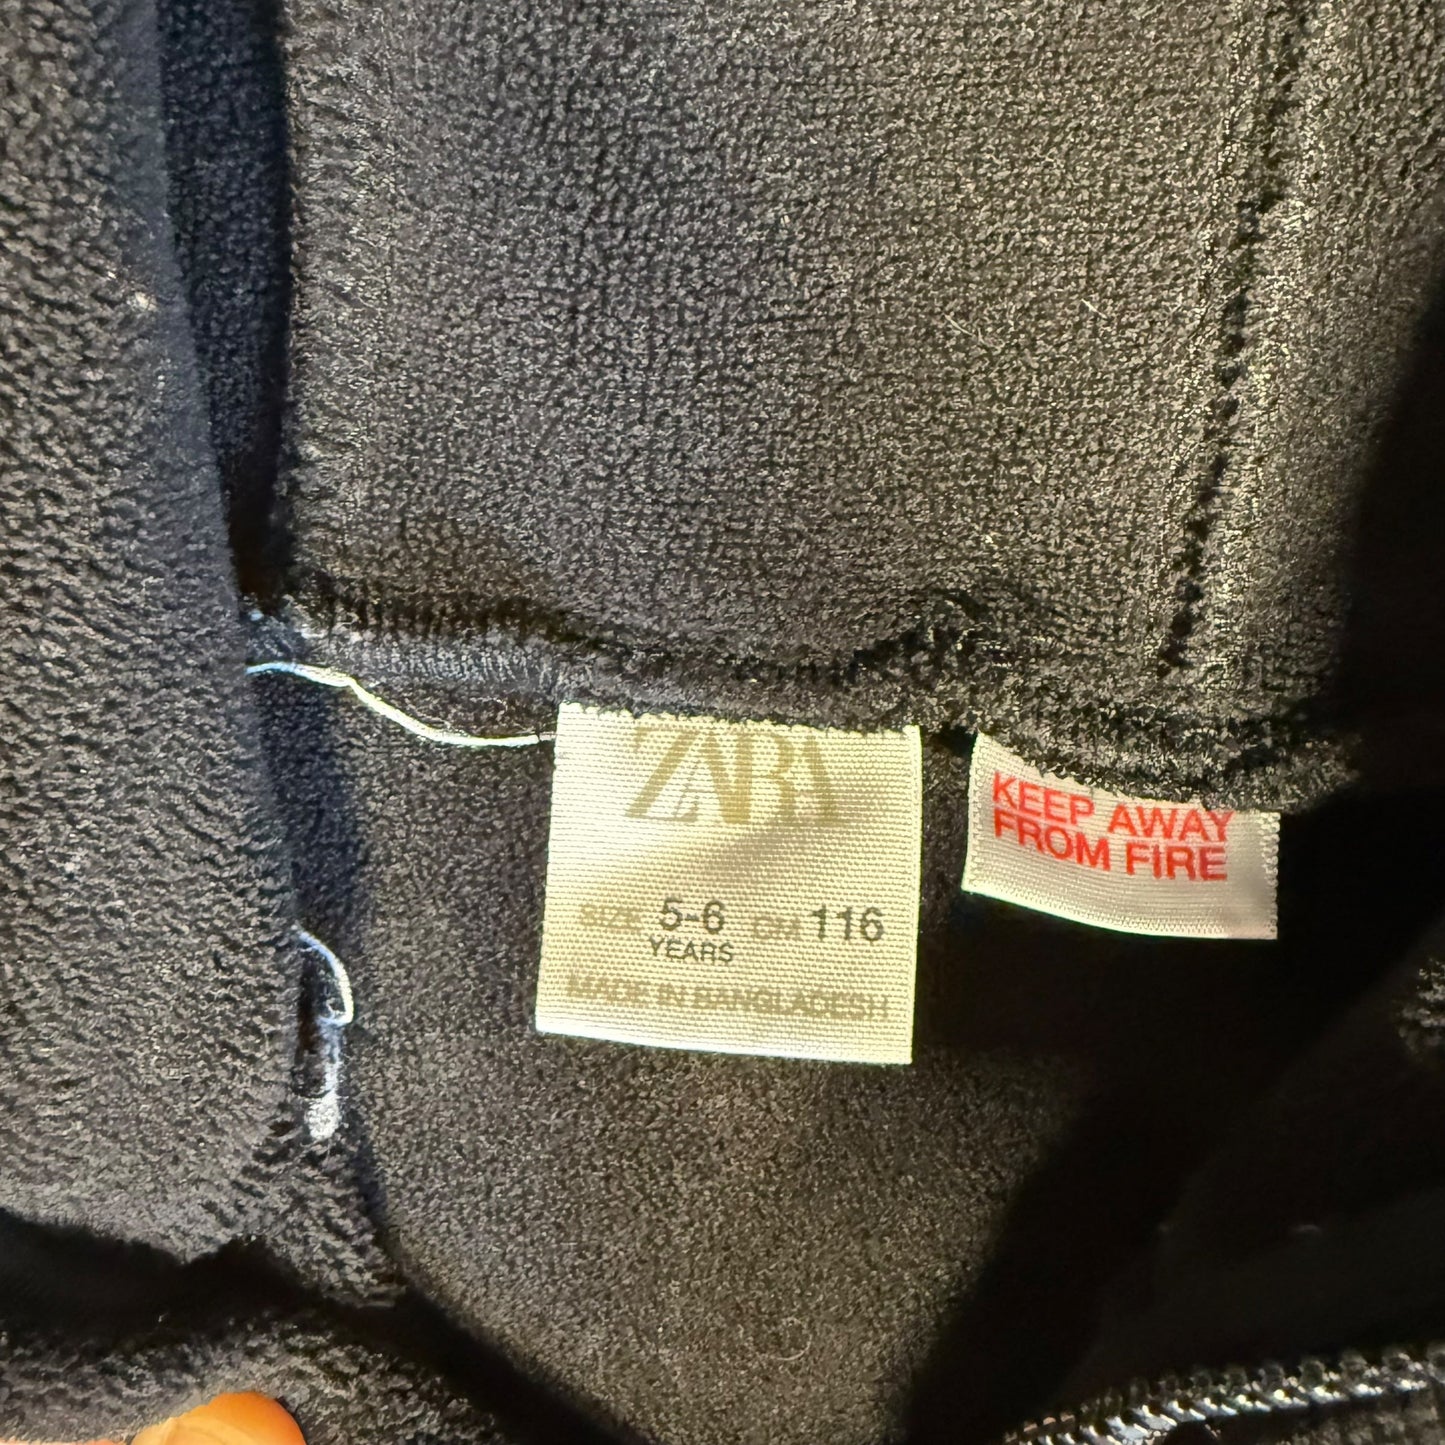 ZARA
SIZE 5-6 CM 116
YEARS
MADE IN BANGLADESH
KEEP AWAY
FROM FIRE